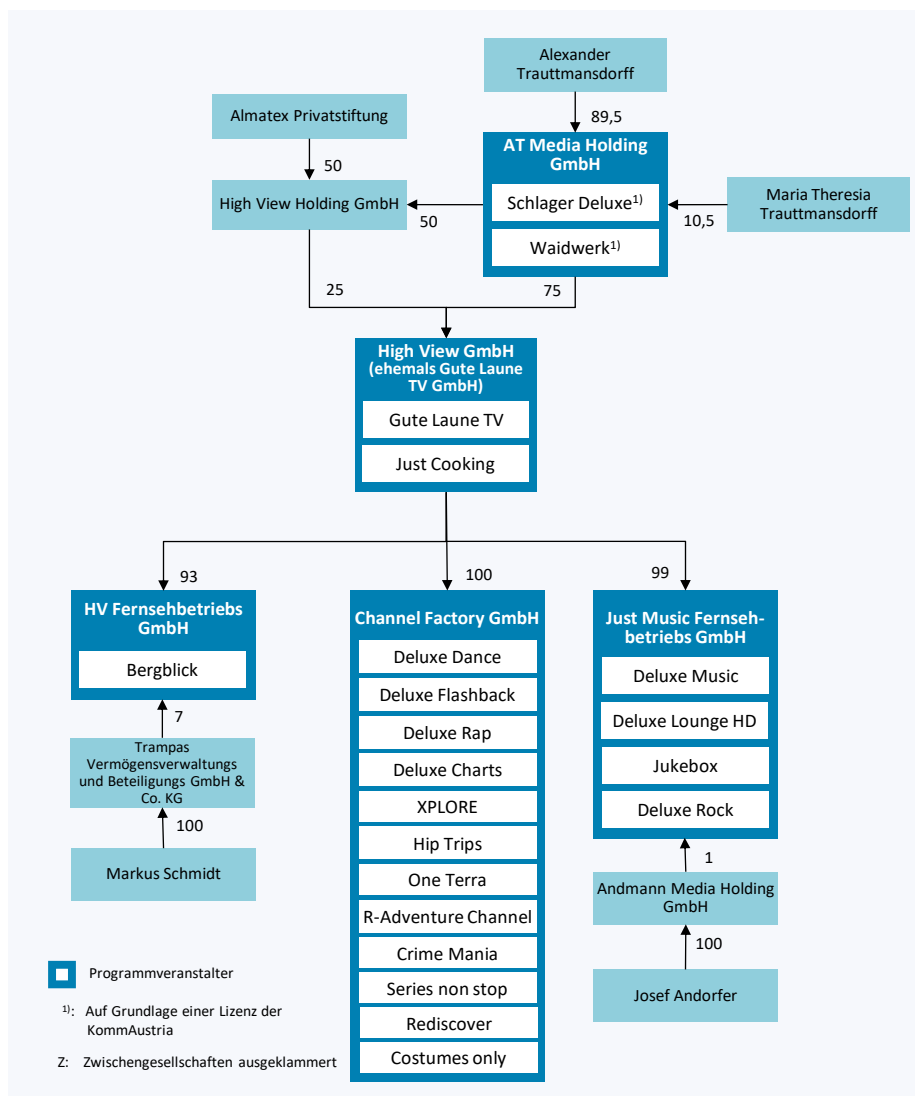 Alexander
Trauttmansdorff
Almatex Privatstiftung
89,5
AT Media Holding
GmbH
50
High View Holding GmbH
50
Schlager Deluxe¹⁾
Waidwerk¹⁾
10,5
Maria Theresia
Trauttmansdorff
25
75
High View GmbH
(ehemals Gute Laune
TV GmbH)
Gute Laune TV
Just Cooking
93
100
99
HV Fernsehbetriebs
GmbH
Bergblick
7
Trampas
Vermögensverwaltungs
und Beteiligungs GmbH &
Co. KG
100
Markus Schmidt
Channel Factory GmbH
Deluxe Dance
Deluxe Flashback
Deluxe Rap
Deluxe Charts
XPLORE
Hip Trips
One Terra
R-Adventure Channel
Crime Mania
Series non stop
Rediscover
Costumes only
Just Music Fernseh-
betriebs GmbH
Deluxe Music
Deluxe Lounge HD
Jukebox
Deluxe Rock
1
Andmann Media Holding
GmbH
100
Josef Andorfer
Programmveranstalter
¹⁾: Auf Grundlage einer Lizenz der
KommAustria
Z: Zwischengesellschaften ausgeklammert